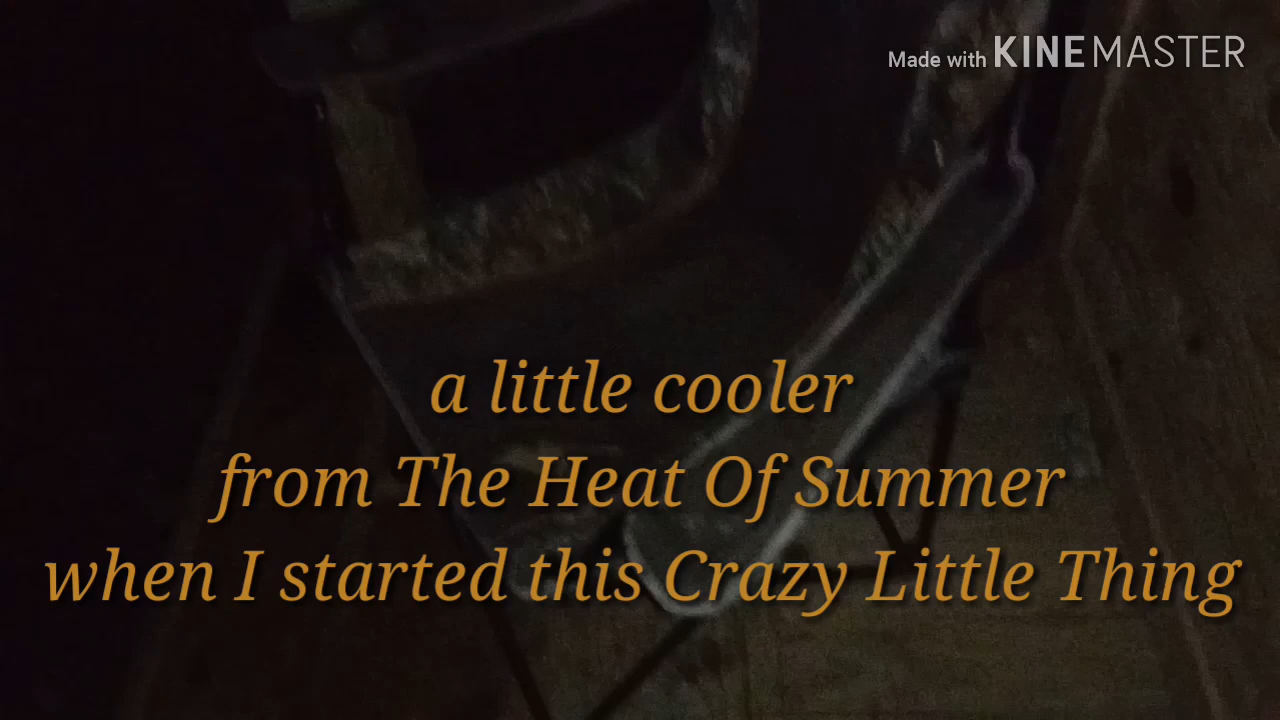 Made with KINEMASTER
a little cooler
from The Heat Of Summer
when I started this Crazy Little Thing